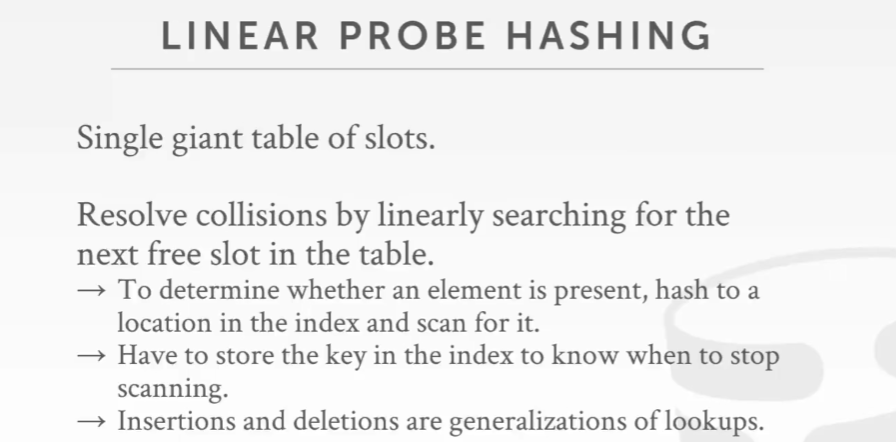 LINEAR PROBE HASHING
Single giant table of slots.
Resolve collisions by linearly searching for the
next free slot in the table.
→ To determine whether an element is present, hash to a
location in the index and scan for it.
→ Have to store the key in the index to know when to stop
scanning.
→ Insertions and deletions are generalizations of lookups.